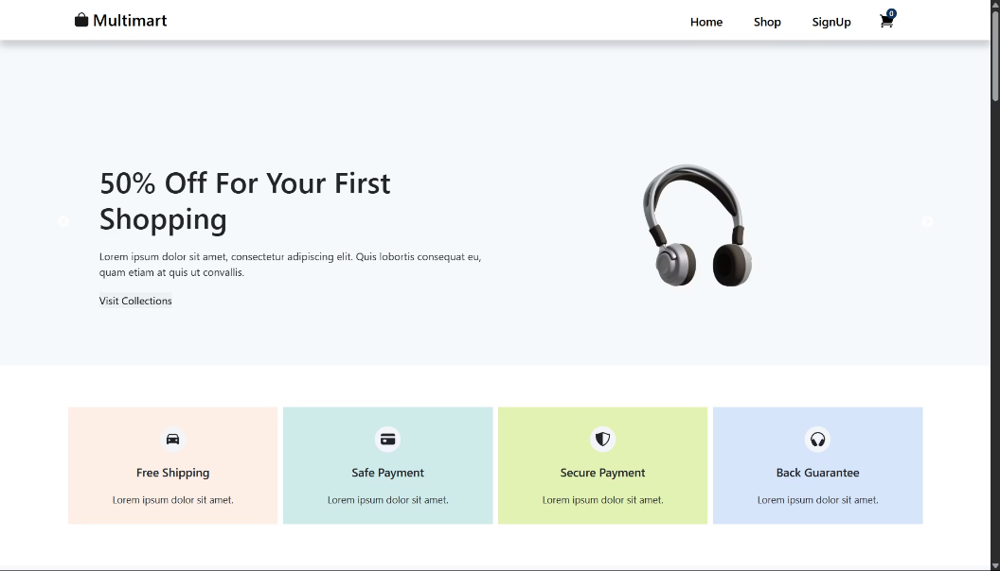 Multimart
Home Shop SignUp 0
50% Off For Your First
Shopping
Lorem ipsum dolor sit amet, consectetur adipiscing elit. Quis lobortis consequat eu,
quam etiam at quis ut convallis.
Visit Collections
Free Shipping
Lorem ipsum dolor sit amet.
Safe Payment
Lorem ipsum dolor sit amet.
Secure Payment
Lorem ipsum dolor sit amet.
Back Guarantee
Lorem ipsum dolor sit amet.